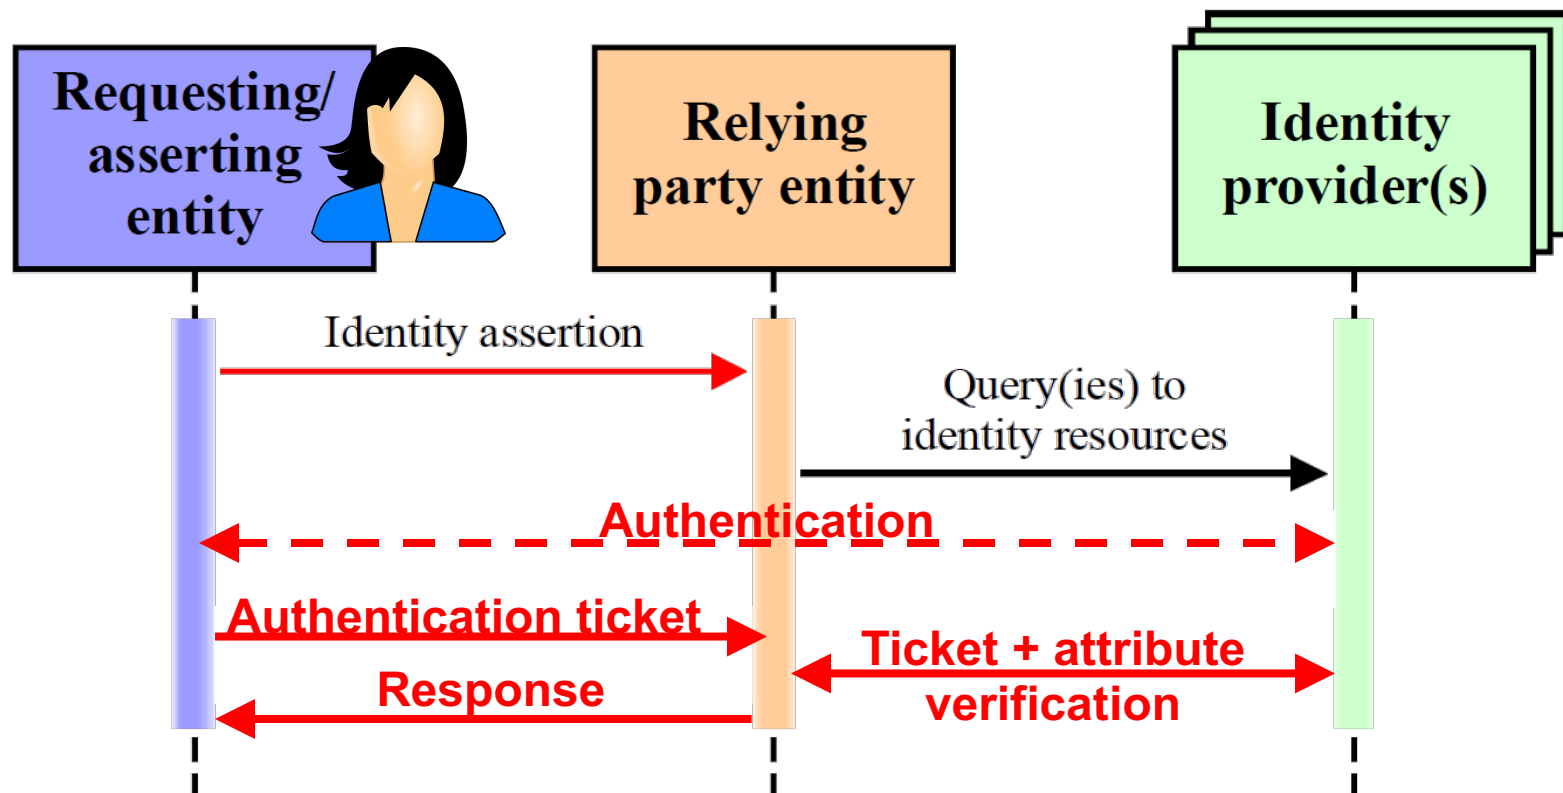 Requesting/
asserting
entity
Relying
party entity
Identity
provider(s)
Identity assertion
Query(ies) to
identity resources
Authentication
Authentication ticket
Ticket + attribute
verification
Response